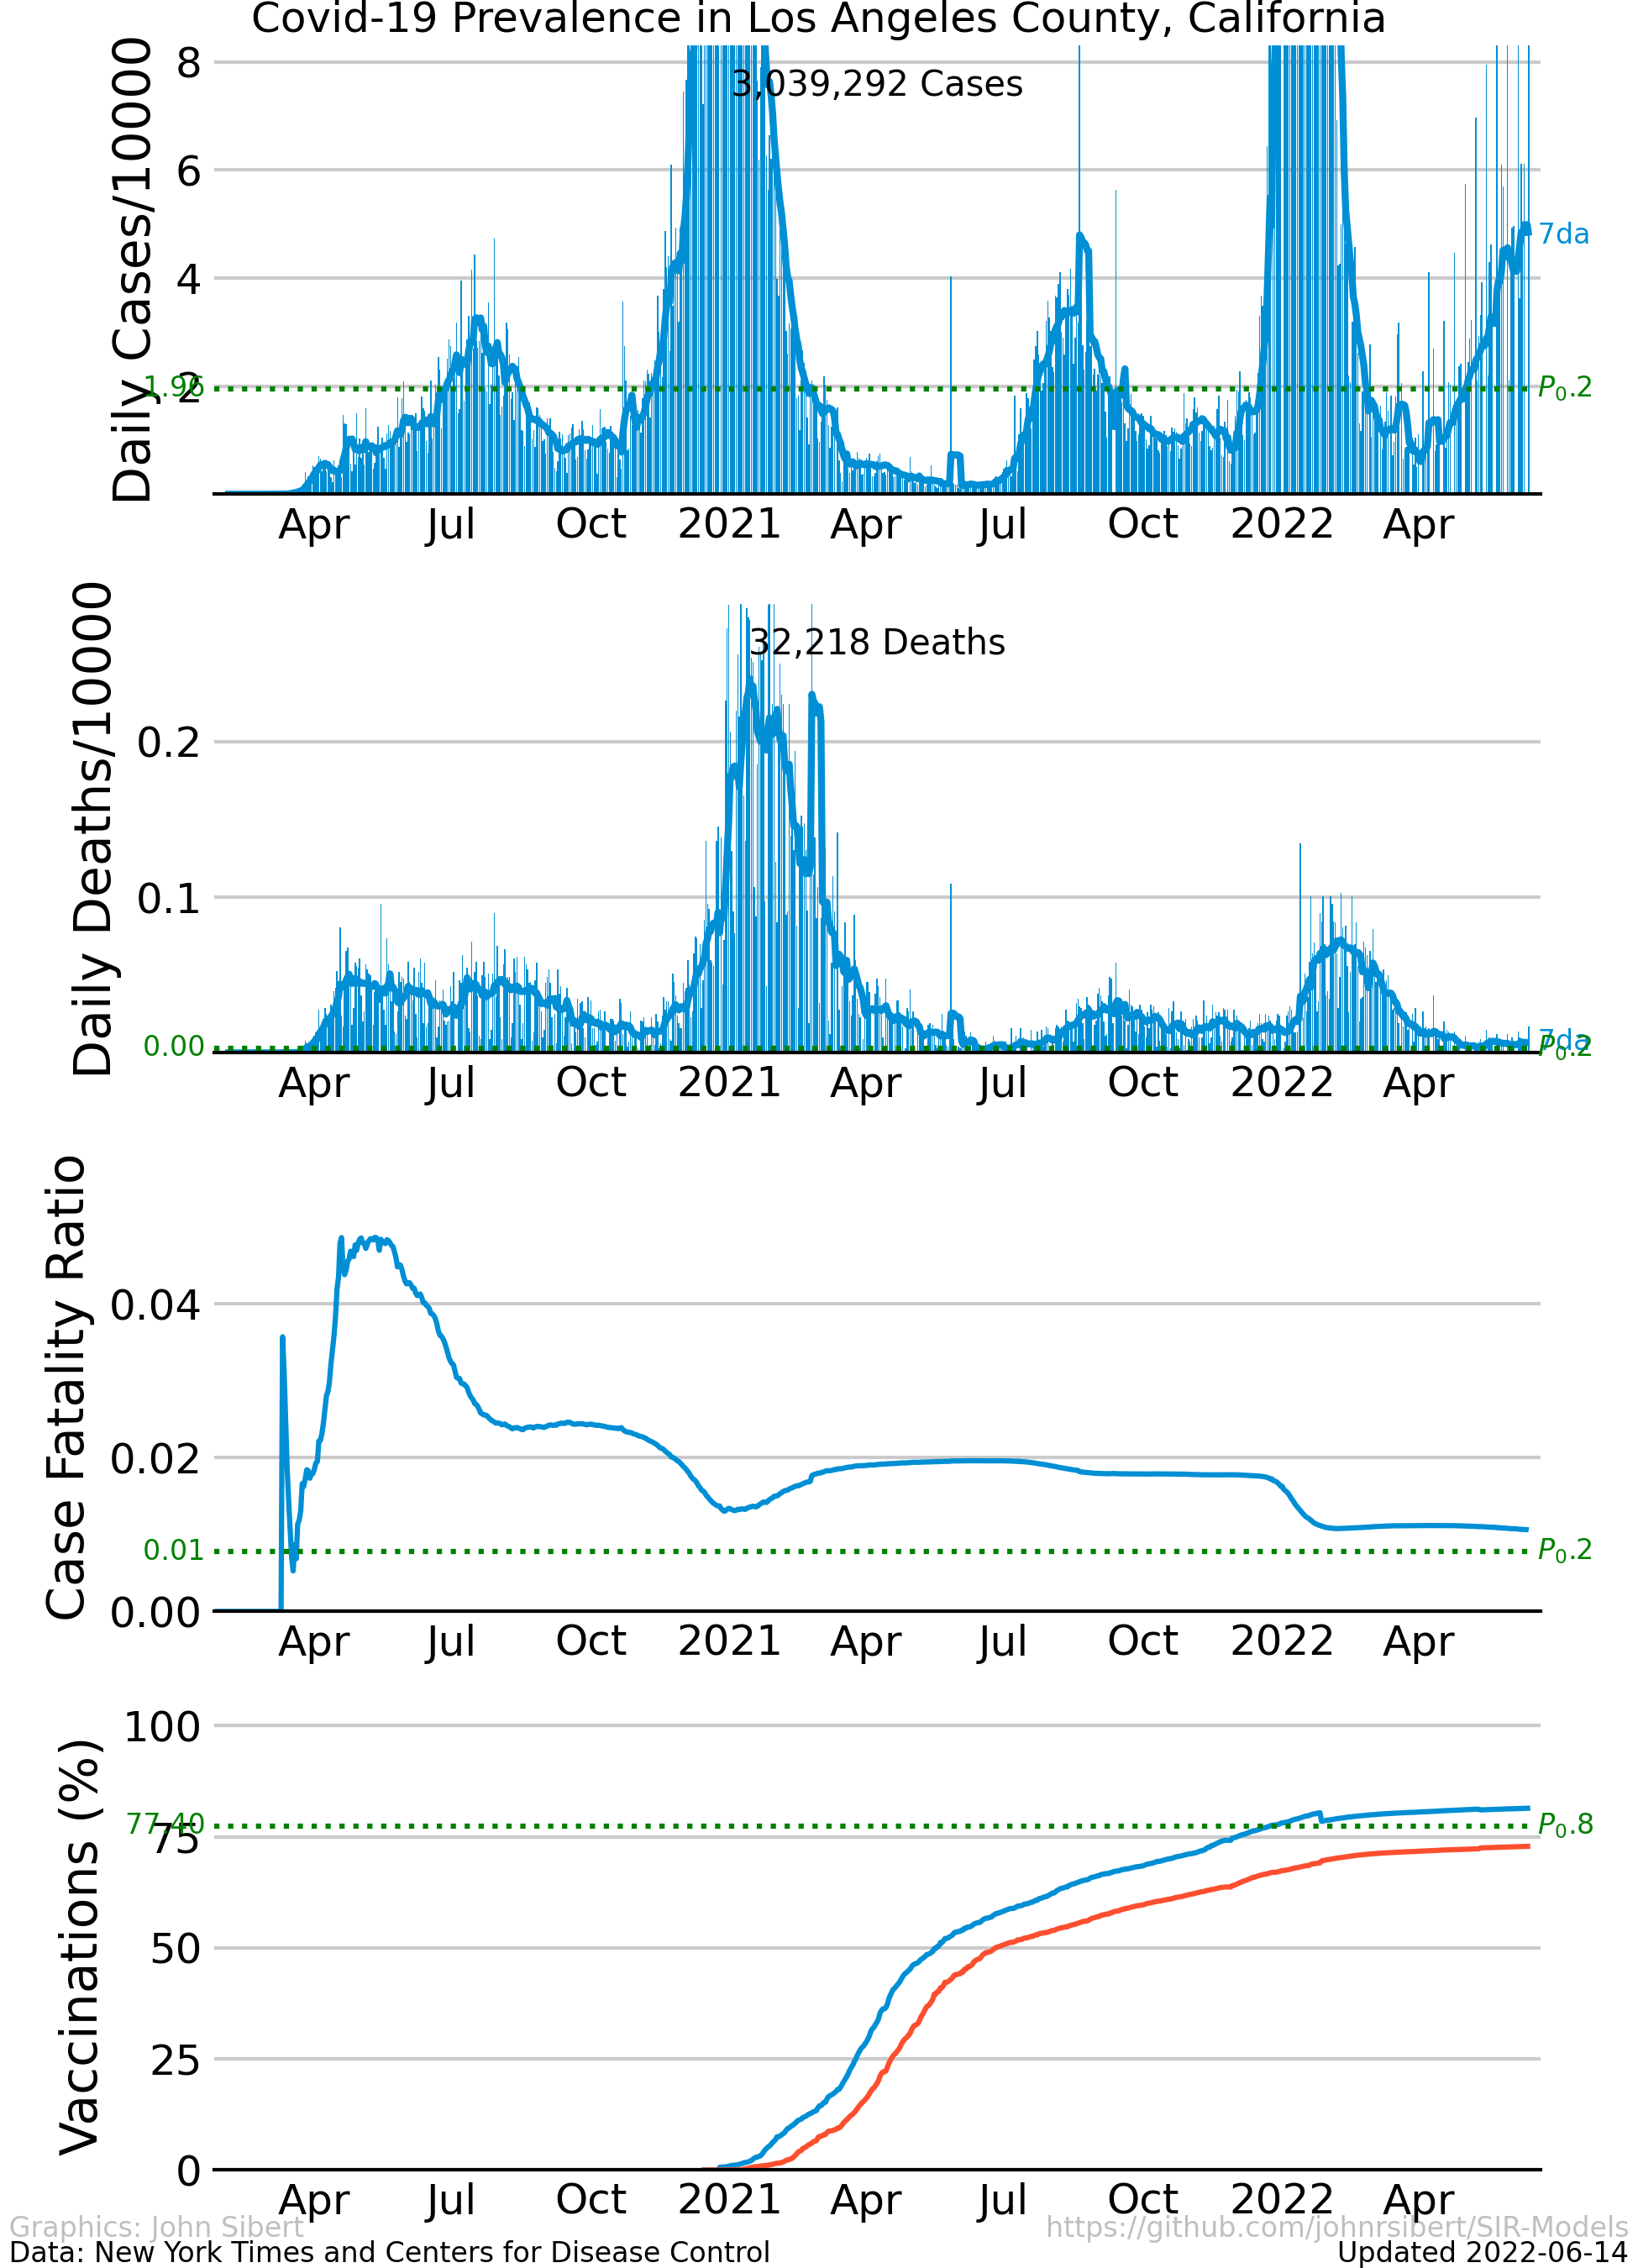 Covid-19 Prevalence in Los Angeles County, California
Daily Cases/10000
8
6
4
2
1.96
3,039,292 Cases
7da
P₀.2
Apr Jul Oct 2021 Apr Jul Oct 2022 Apr
Daily Deaths/10000
0.2
0.1
0.00
32,218 Deaths
7da
P₀.2
Apr Jul Oct 2021 Apr Jul Oct 2022 Apr
Case Fatality Ratio
0.04
0.02
0.01
0.00
P₀.2
Apr Jul Oct 2021 Apr Jul Oct 2022 Apr
Vaccinations (%)
100
77.40
75
50
25
0
P₀.8
Apr Jul Oct 2021 Apr Jul Oct 2022 Apr
Graphics: John Sibert https://github.com/johnrsibert/SIR-Models
Data: New York Times and Centers for Disease Control Updated 2022-06-14